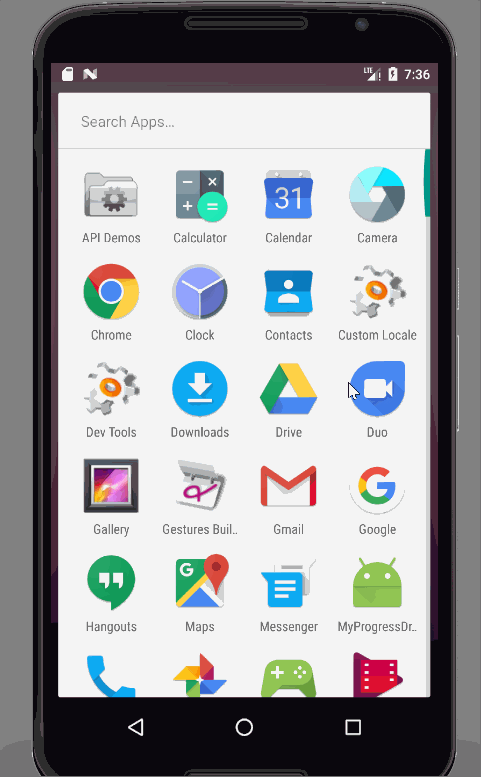 LTE 7:36
Search Apps...
31
API Demos Calculator Calendar Camera
Chrome Clock Contacts Custom Locale
Dev Tools Downloads Drive Duo
G
Gallery Gestures Buil.. Gmail Google
G
Hangouts Maps Messenger MyProgressDr..